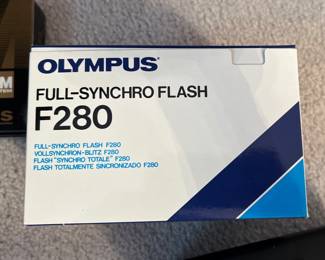 OLYMPUS
FULL-SYNCHRO FLASH
F280
FULL-SYNCHRO FLASH F280
VOLLSYNCHRON-BLITZ F280
FLASH "SYNCHRO TOTALE" F280
FLASH TOTALMENTE SINCRONIZADO F280